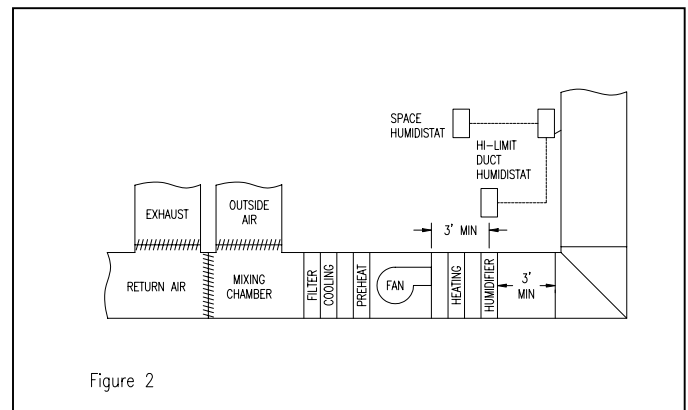 SPACE
HUMIDISTAT
HI-LIMIT
DUCT
HUMIDISTAT
EXHAUST
OUTSIDE
AIR
3' MIN
RETURN AIR
MIXING
CHAMBER
FILTER
COOLING
PREHEAT
FAN
HEATING
HUMIDIFIER
3'
MIN
Figure 2